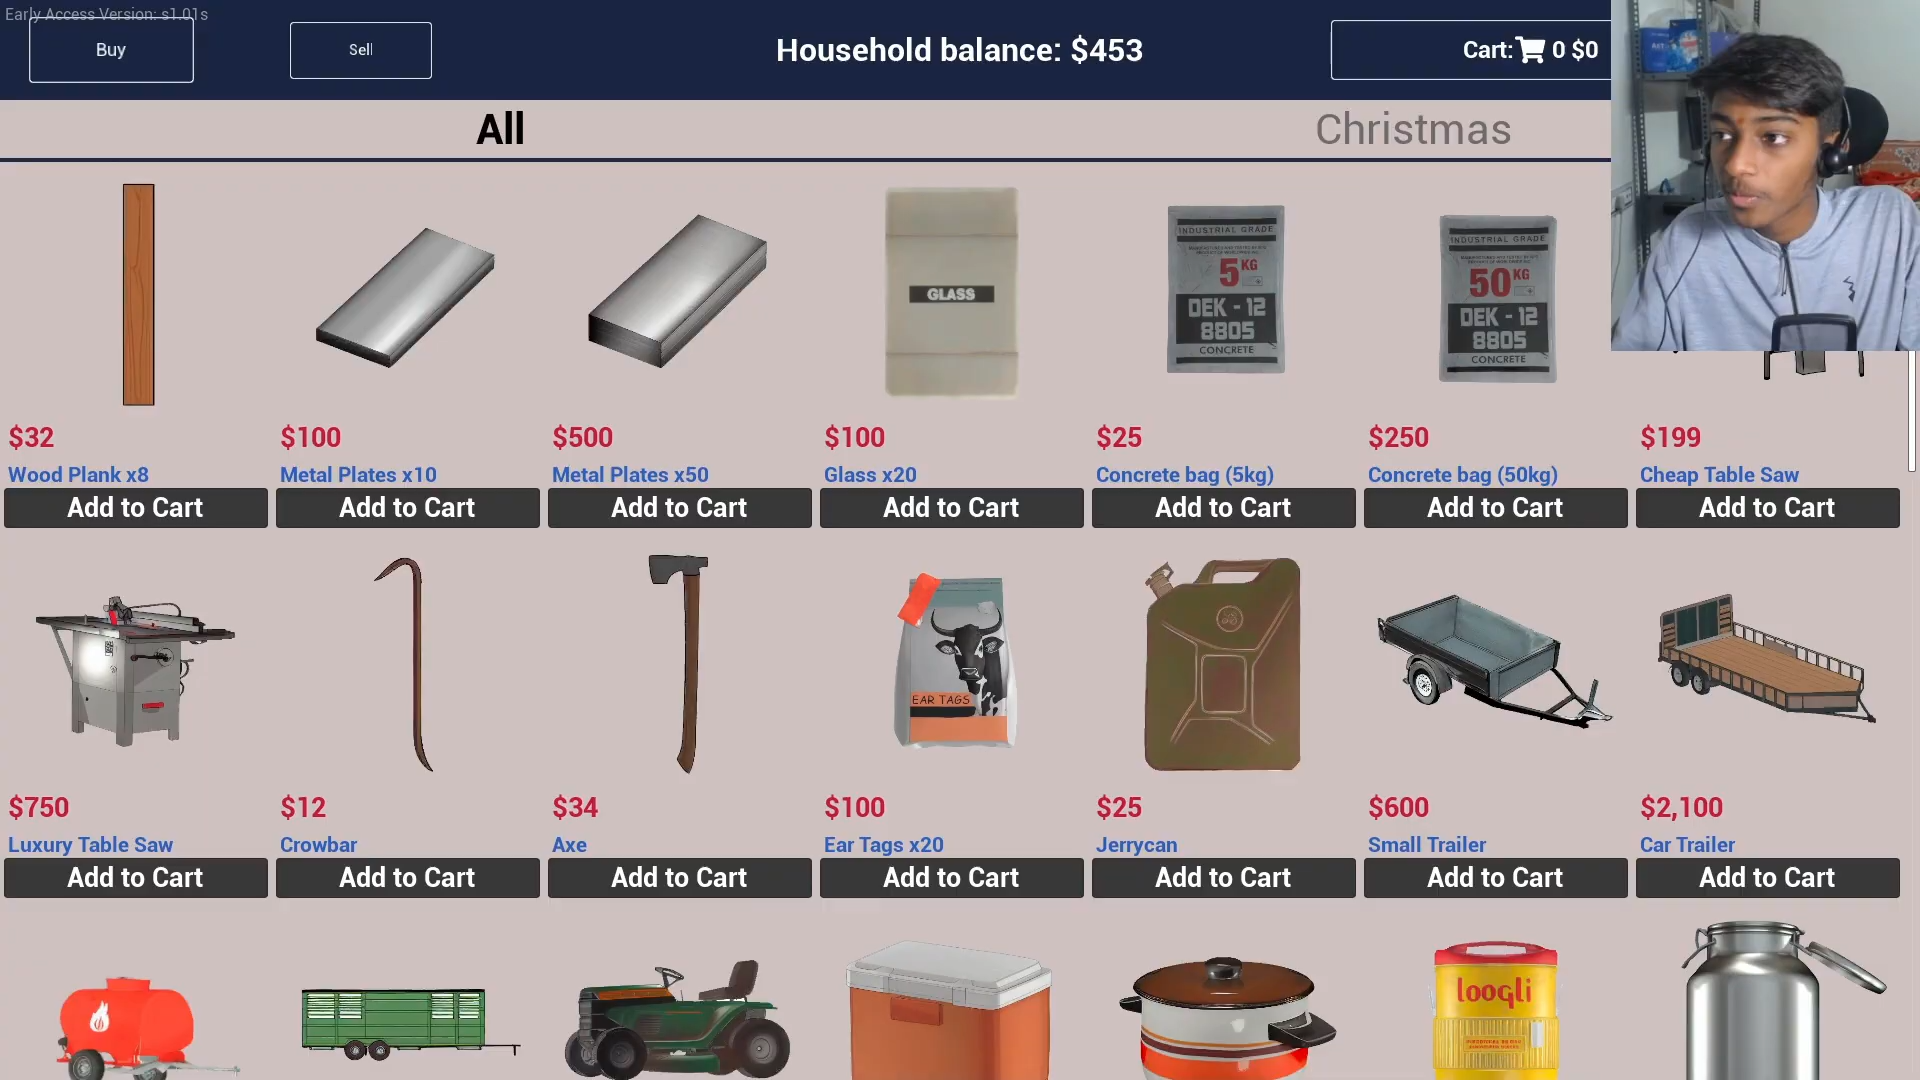 Early Access Version: s1.01s
Buy
Sell
Household balance: $453
Cart: 0 $0
All
Christmas
GLASS
INDUSTRIAL GRADE
5 KG
DEK - 12
8805
CONCRETE
INDUSTRIAL GRADE
50 KG
DEK - 12
8805
CONCRETE
$32
$100
$500
$100
$25
$250
$199
Wood Plank x8
Metal Plates x10
Metal Plates x50
Glass x20
Concrete bag (5kg)
Concrete bag (50kg)
Cheap Table Saw
Add to Cart
Add to Cart
Add to Cart
Add to Cart
Add to Cart
Add to Cart
Add to Cart
EAR TAGS
$750
$12
$34
$100
$25
$600
$2,100
Luxury Table Saw
Crowbar
Axe
Ear Tags x20
Jerrycan
Small Trailer
Car Trailer
Add to Cart
Add to Cart
Add to Cart
Add to Cart
Add to Cart
Add to Cart
Add to Cart
loogli